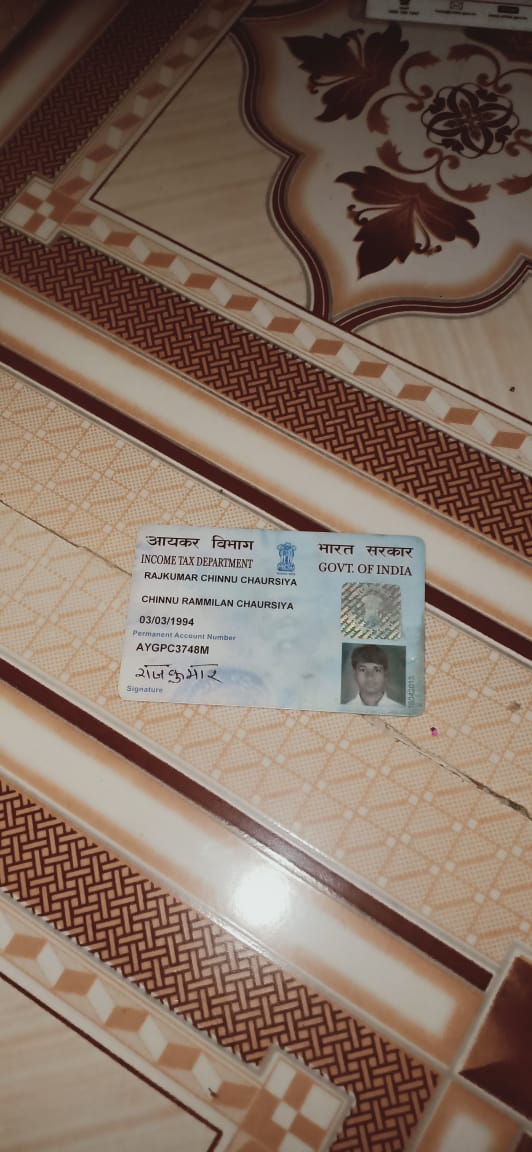 आयकर विभाग
INCOME TAX DEPARTMENT
भारत सरकार
GOVT. OF INDIA
RAJKUMAR CHINNU CHAURSIYA
CHINNU RAMMILAN CHAURSIYA
03/03/1994
Permanent Account Number
AYGPC3748M
राजकुमार
Signature